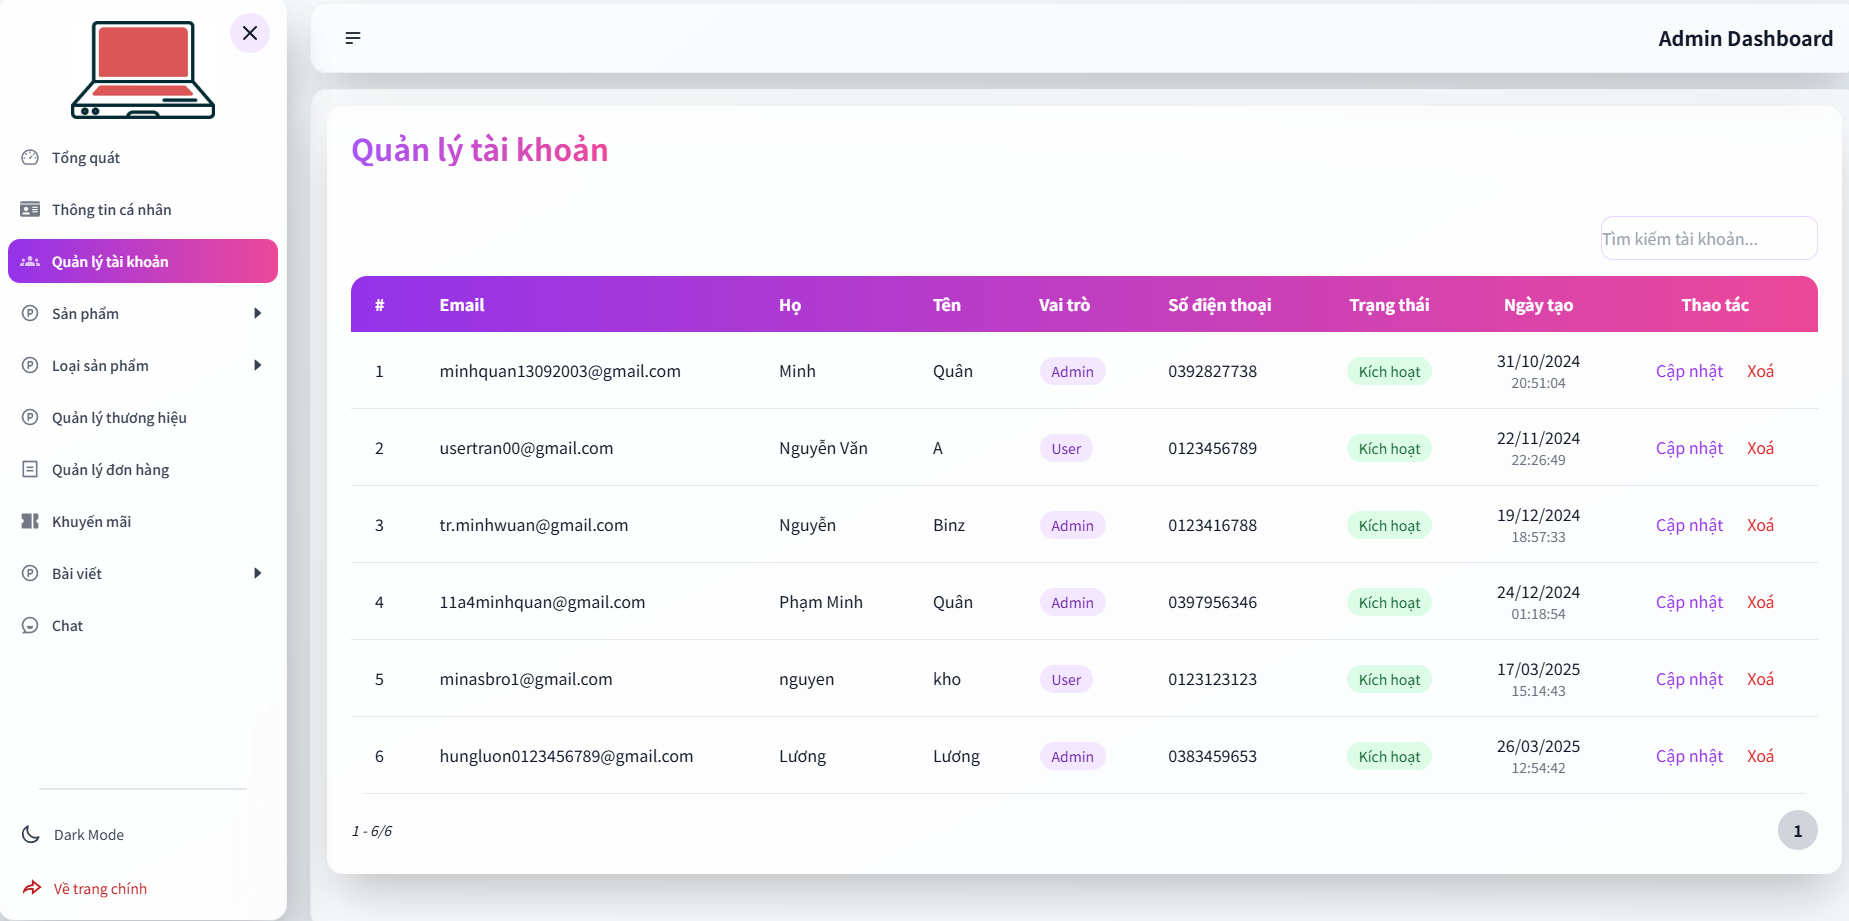 Admin Dashboard
Tổng quát
Thông tin cá nhân
Quản lý tài khoản
Sản phẩm
Loại sản phẩm
Quản lý thương hiệu
Quản lý đơn hàng
Khuyến mãi
Bài viết
Chat
Dark Mode
Về trang chính
Quản lý tài khoản
Tìm kiếm tài khoản...
# Email Họ Tên Vai trò Số điện thoại Trạng thái Ngày tạo Thao tác
1 minhquan13092003@gmail.com Minh Quân Admin 0392827738 Kích hoạt 31/10/2024 Cập nhật Xoá
20:51:04
2 usertran00@gmail.com Nguyễn Văn A User 0123456789 Kích hoạt 22/11/2024 Cập nhật Xoá
22:26:49
3 tr.minhwuan@gmail.com Nguyễn Binz Admin 0123416788 Kích hoạt 19/12/2024 Cập nhật Xoá
18:57:33
4 11a4minhquan@gmail.com Phạm Minh Quân Admin 0397956346 Kích hoạt 24/12/2024 Cập nhật Xoá
01:18:54
5 minasbro1@gmail.com nguyen kho User 0123123123 Kích hoạt 17/03/2025 Cập nhật Xoá
15:14:43
6 hungluon0123456789@gmail.com Lương Lương Admin 0383459653 Kích hoạt 26/03/2025 Cập nhật Xoá
12:54:42
1 - 6/6
1